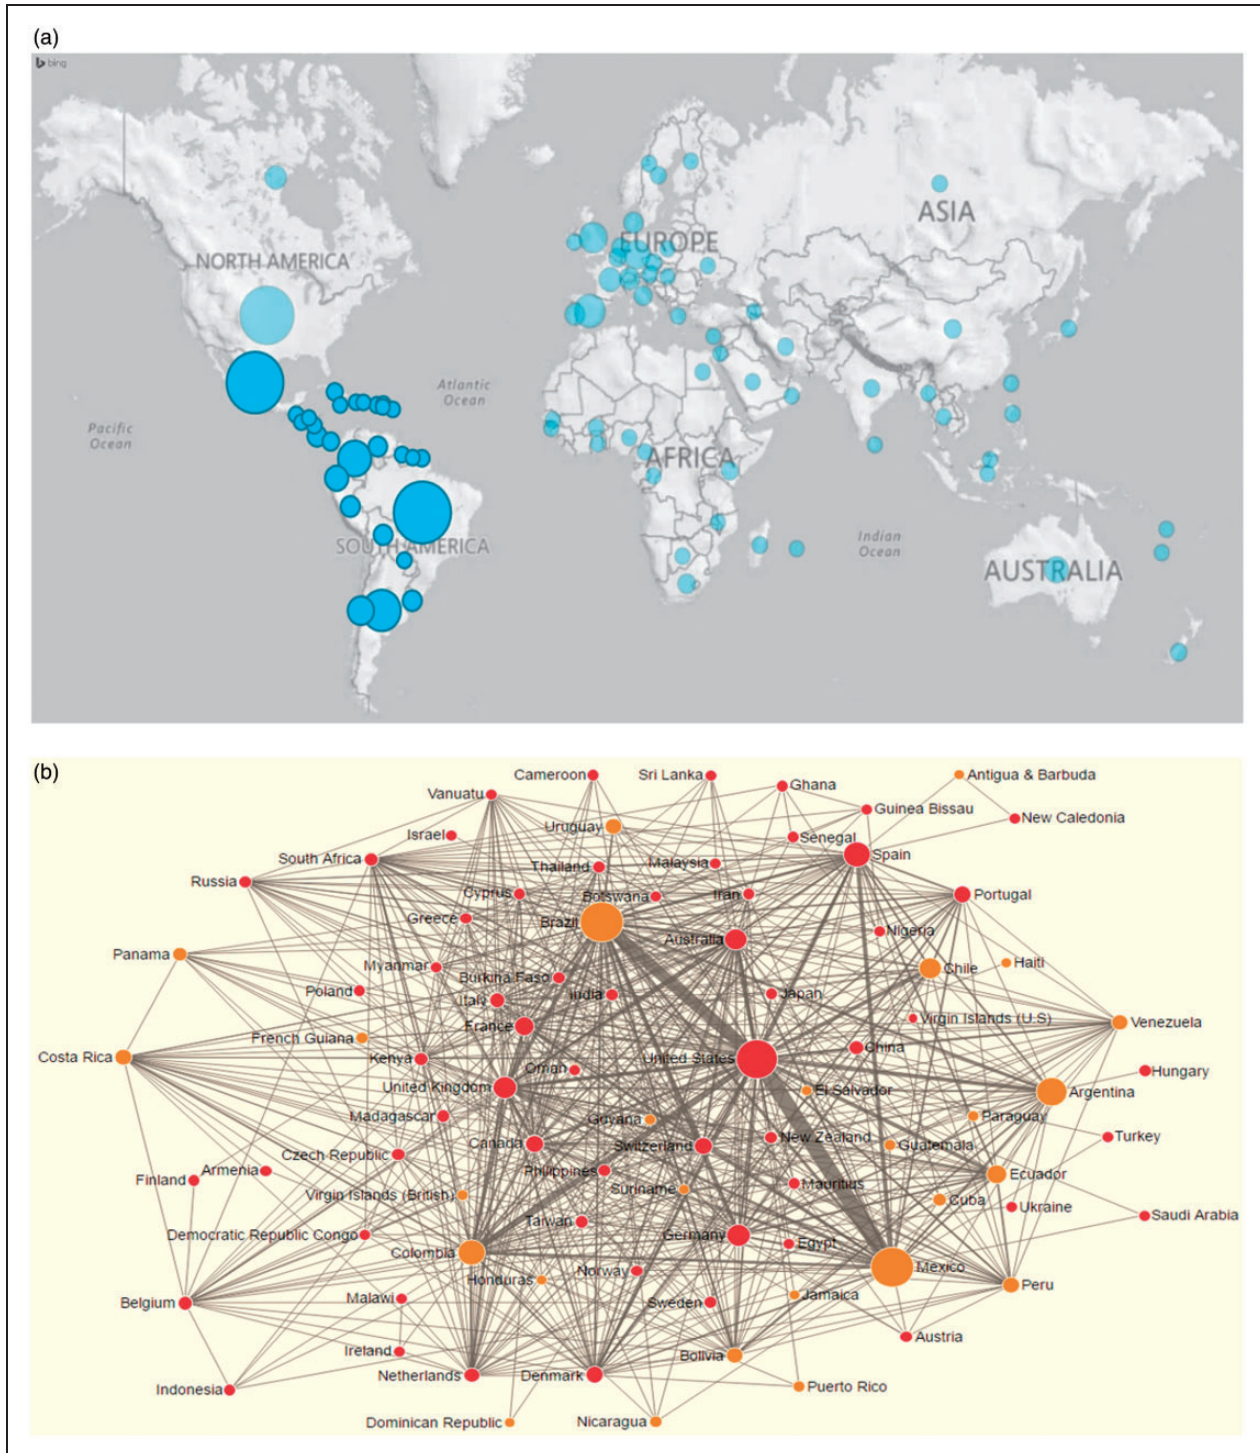 (a)
bing
NORTH AMERICA
EUROPE
ASIA
Atlantic
Ocean
Pacific
Ocean
AFRICA
SOUTH AMERICA
Indian
Ocean
AUSTRALIA
(b)
Cameroon
Sri Lanka
Antigua & Barbuda
Ghana
Vanuatu
Guinea Bissau
New Caledonia
Uruguay
Israel
Senegal
Spain
South Africa
Thailand
Malaysia
Russia
Cyprus
Botswana
Iran
Portugal
Greece
Brazil
Australia
Nigeria
Panama
Myanmar
Burkina Faso
Chile
Haiti
Poland
Italy
India
Japan
France
Virgin Islands (U.S)
Venezuela
French Guiana
Costa Rica
Kenya
Oman
United States
China
Hungary
United Kingdom
El Salvador
Argentina
Madagascar
Guyana
Paraguay
Canada
Switzerland
New Zealand
Guatemala
Turkey
Czech Republic
Finland
Armenia
Philippines
Ecuador
Virgin Islands (British)
Suriname
Mauritius
Cuba
Ukraine
Saudi Arabia
Democratic Republic Congo
Taiwan
Germany
Egypt
Colombia
Honduras
Norway
Mexico
Peru
Belgium
Malawi
Sweden
Jamaica
Ireland
Bolivia
Austria
Indonesia
Netherlands
Denmark
Puerto Rico
Dominican Republic
Nicaragua